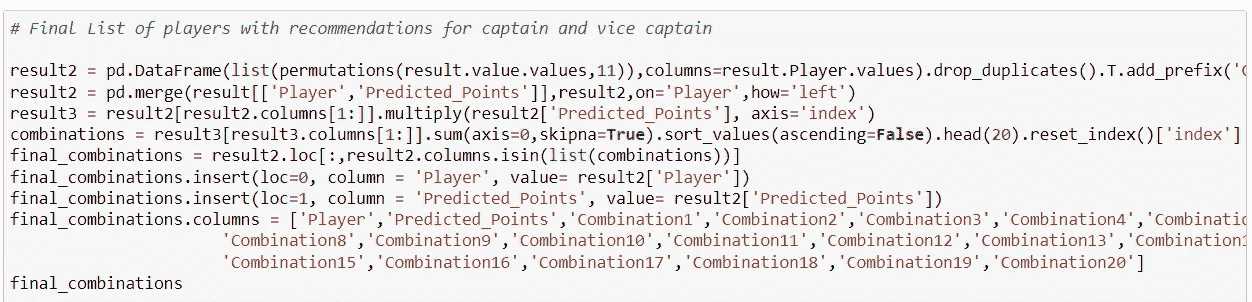 # Final List of players with recommendations for captain and vice captain
result2 = pd.DataFrame(list(permutations(result.value.values,11)),columns=result.Player.values).drop_duplicates().T.add_prefix('
result2 = pd.merge(result[['Player','Predicted_Points']],result2,on='Player',how='left')
result3 = result2[result2.columns[1:]].multiply(result2['Predicted_Points'], axis='index')
combinations = result3[result3.columns[1:]].sum(axis=0,skipna=True).sort_values(ascending=False).head(20).reset_index()['index']
final_combinations = result2.loc[:,result2.columns.isin(list(combinations))]
final_combinations.insert(loc=0, column = 'Player', value= result2['Player'])
final_combinations.insert(loc=1, column = 'Predicted_Points', value= result2['Predicted_Points'])
final_combinations.columns = ['Player','Predicted_Points','Combination1','Combination2','Combination3','Combination4',
'Combination8','Combination9','Combination10','Combination11','Combination12','Combination13',
'Combination15','Combination16','Combination17','Combination18','Combination19','Combination20']
final_combinations